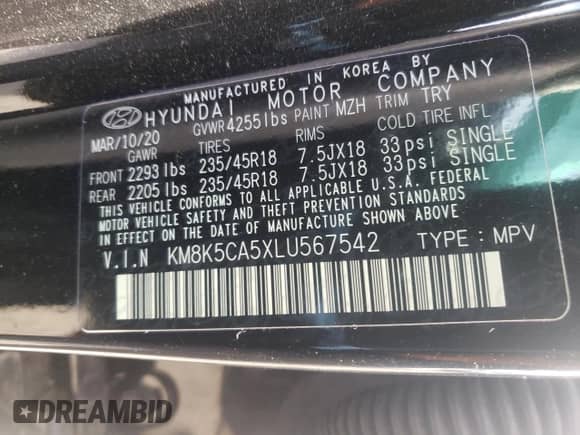 MANUFACTURED IN KOREA BY
HYUNDAI MOTOR COMPANY
MAR/10/20 GVWR 4255lbs PAINT MZH TRIM TRY
GAWR TIRES RIMS COLD TIRE INFL
FRONT 2293 lbs 235/45R18 7.5JX18 33psi SINGLE
REAR 2205 lbs 235/45R18 7.5JX18 33psi SINGLE
THIS VEHICLE CONFORMS TO ALL APPLICABLE U.S.A. FEDERAL
MOTOR VEHICLE SAFETY AND THEFT PREVENTION STANDARDS
IN EFFECT ON THE DATE OF MANUFACTURE SHOWN ABOVE.
V.I.N KM8K5CA5XLU567542 TYPE : MPV
DREAMBID